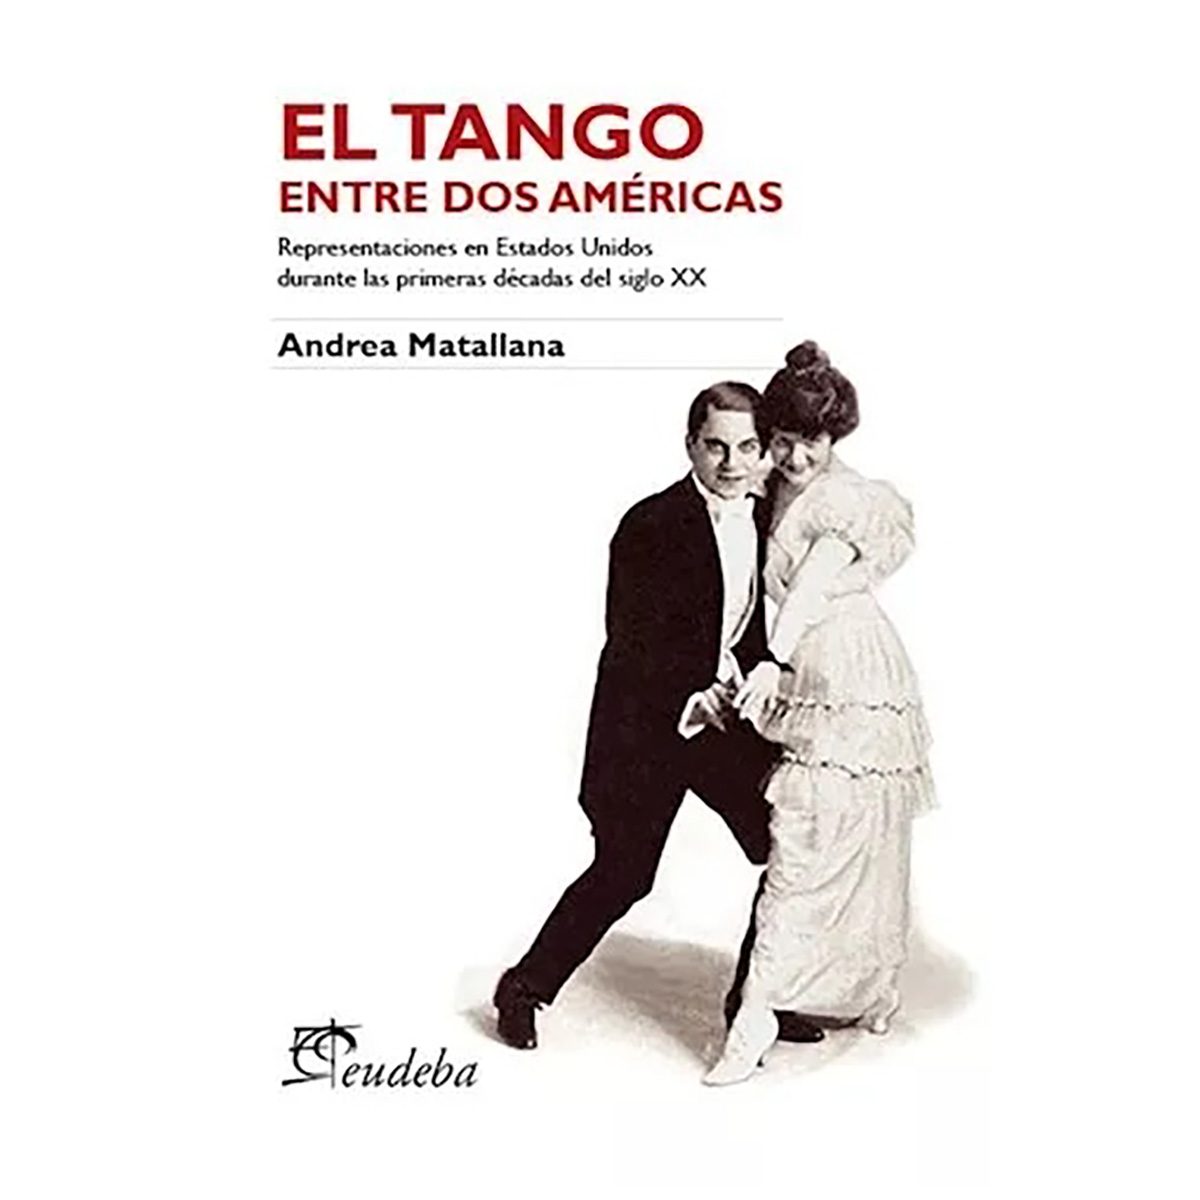 EL TANGO
ENTRE DOS AMÉRICAS
Representaciones en Estados Unidos
durante las primeras décadas del siglo XX
Andrea Matallana
eudeba